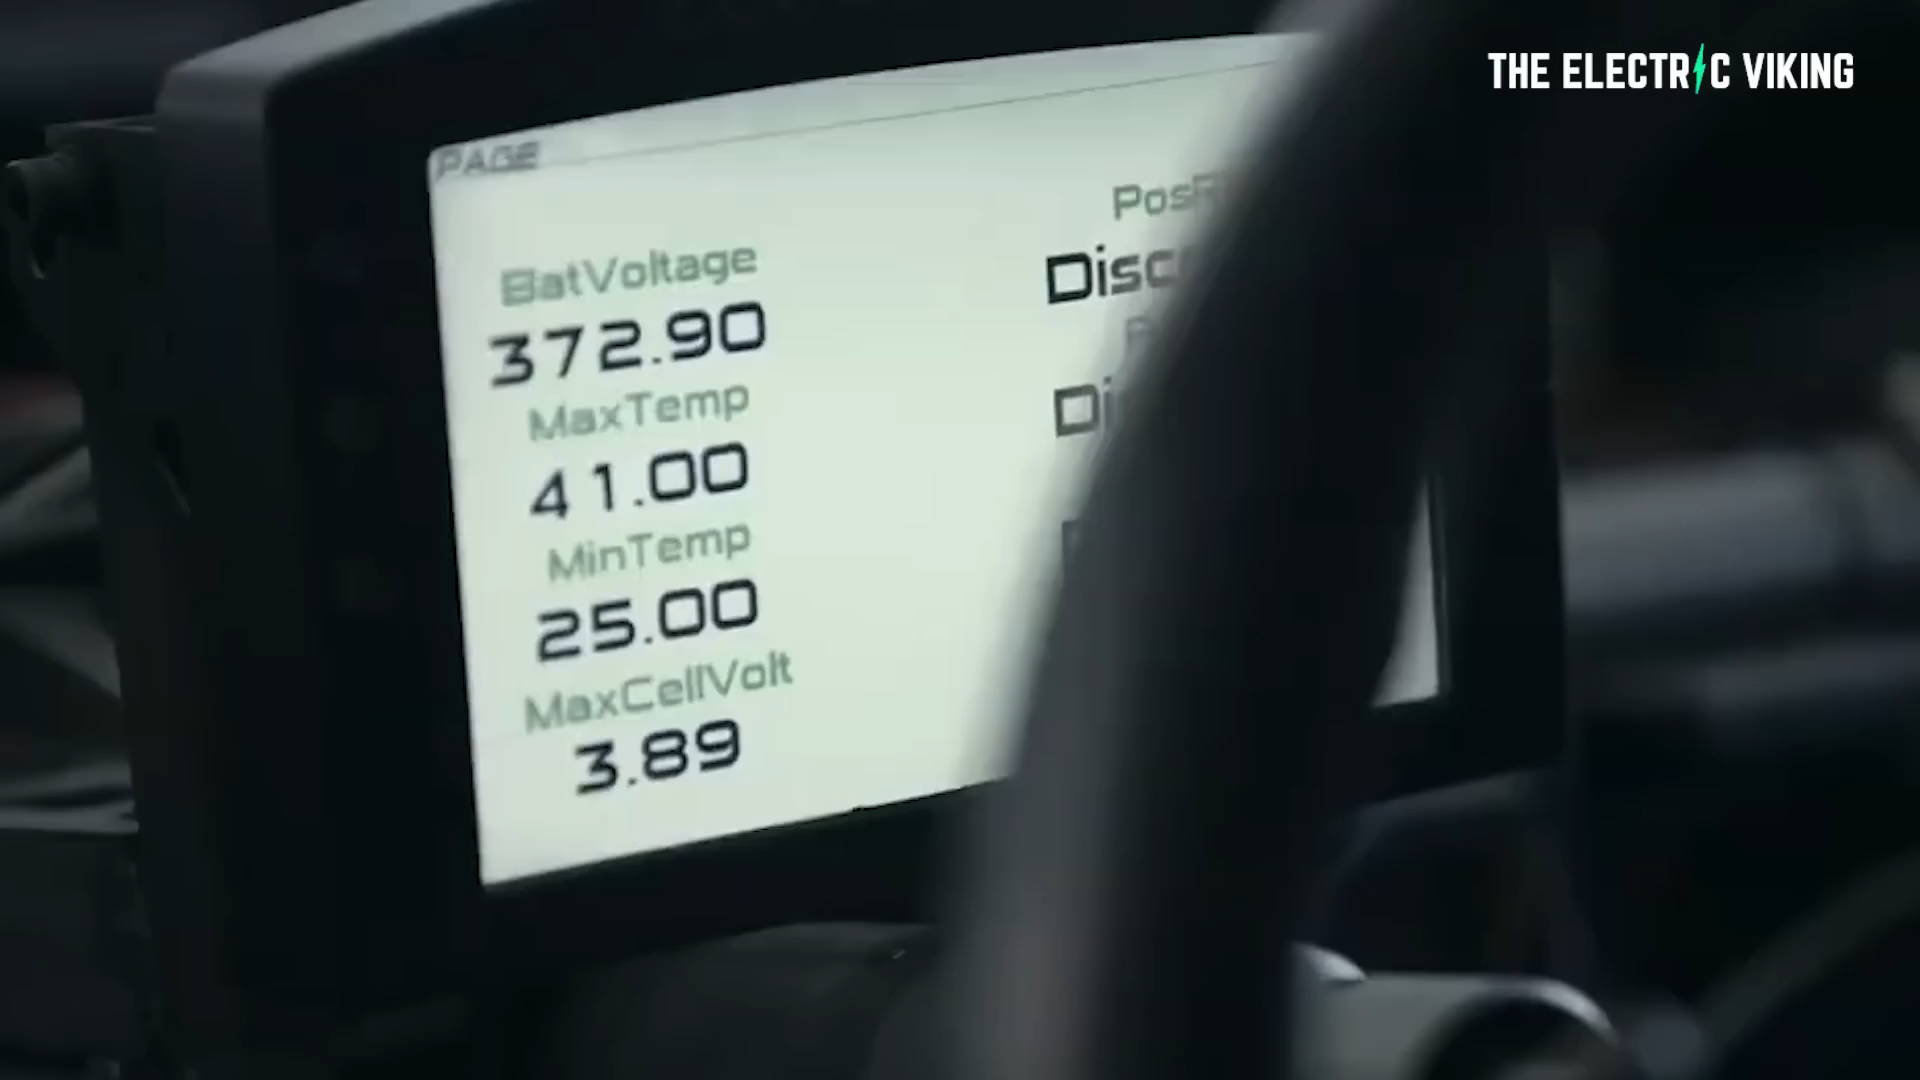 THE ELECTRIC VIKING
PAGE
BatVoltage
372.90
MaxTemp
41.00
MinTemp
25.00
MaxCellVolt
3.89